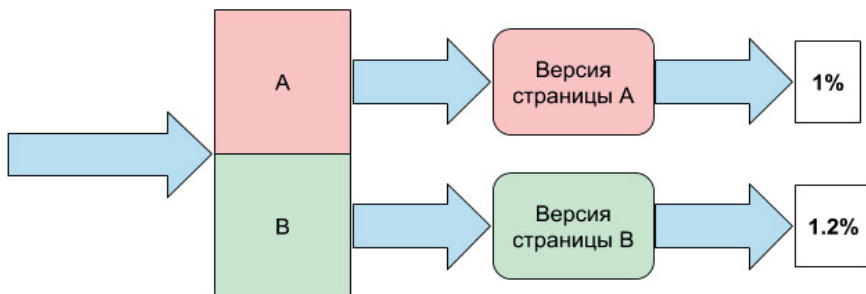 A
Версия
страницы A
1%
B
Версия
страницы B
1.2%